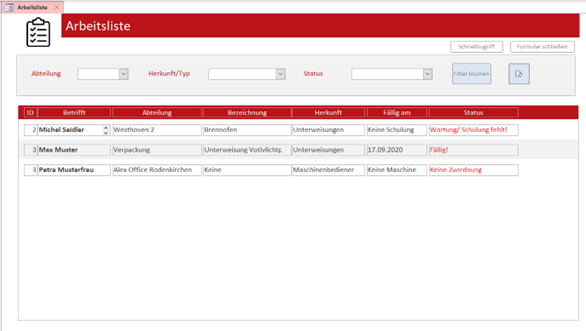 Arbeitsliste
Arbeitsliste
Schnellzugriff Formular schließen
Abteilung Herkunft/Typ Status Filter löschen
ID Betrifft Abteilung Bezeichnung Herkunft Fällig am Status
2 Michel Seidler Westhoven 2 Brennofen Unterweisungen Keine Schulung Wartung/ Schulung fehlt!
3 Max Muster Verpackung Unterweisung Votivlichtp Unterweisungen 17.09.2020 Fällig!
3 Petra Musterfrau Alex Office Rodenkirchen Keine Maschinenbediener Keine Maschine Keine Zuordnung